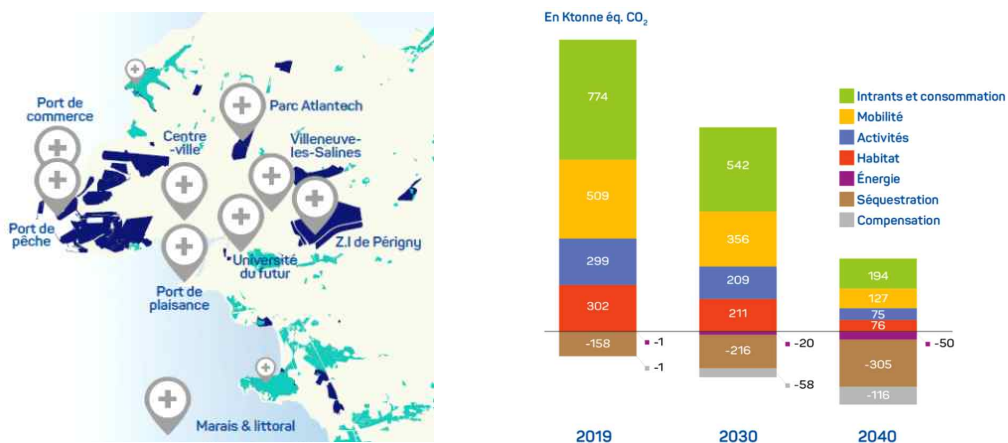 Port de
commerce
Centre
-ville
Parc Atlantech
Villeneuve-
les-Salines
Port de
pêche
Z.I de Périgny
Université
du futur
Port de
plaisance
Marais & littoral
En Ktonne éq. CO₂
774
509
299
302
-158
-1
-1
542
356
209
211
-216
-20
-58
194
127
75
76
-305
-50
-116
Intrants et consommation
Mobilité
Activités
Habitat
Énergie
Séquestration
Compensation
2019
2030
2040